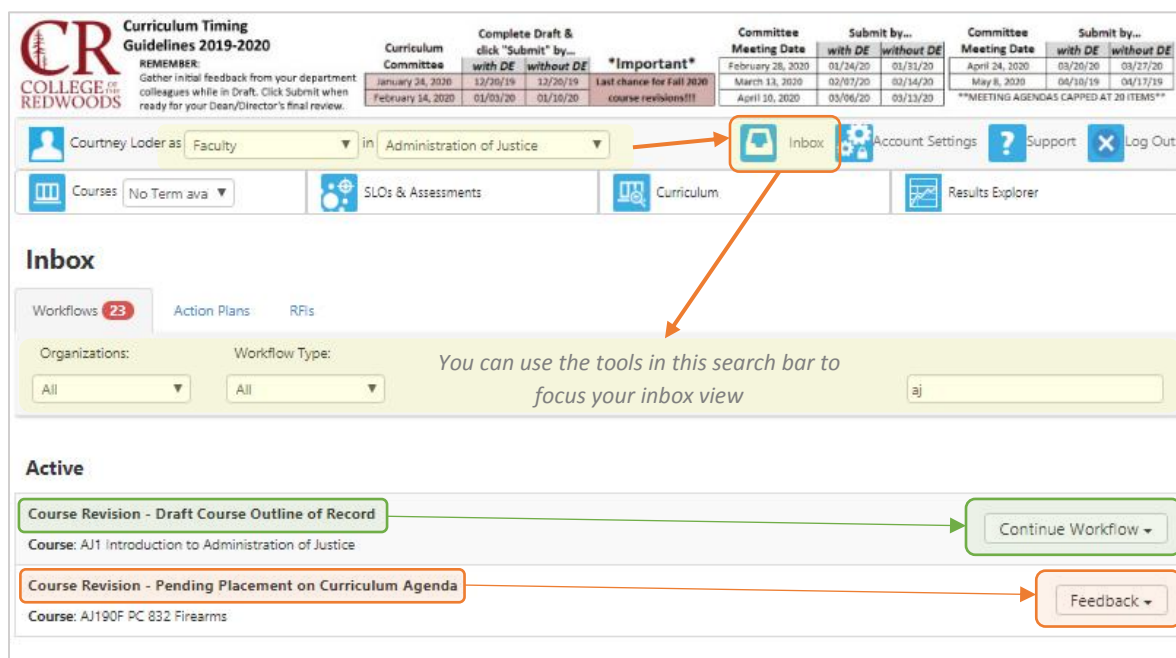 CR
COLLEGE OF THE
REDWOODS
Curriculum Timing
Guidelines 2019-2020
REMEMBER:
Gather initial feedback from your department
colleagues while in Draft. Click Submit when
ready for your Dean/Director's final review.
Curriculum Committee Complete Draft & click "Submit" by... *Important*
with DE without DE
January 24, 2020 12/20/19 12/20/19 Last chance for Fall 2020
February 14, 2020 01/03/20 01/10/20 course revisions!!!
Committee Meeting Date Submit by...
with DE without DE
February 28, 2020 01/24/20 01/31/20
March 13, 2020 02/07/20 02/14/20
April 10, 2020 03/06/20 03/13/20
Committee Meeting Date Submit by...
with DE without DE
April 24, 2020 03/20/20 03/27/20
May 8, 2020 04/10/19 04/17/19
**MEETING AGENDAS CAPPED AT 20 ITEMS**
Courtney Loder as Faculty in Administration of Justice Inbox Account Settings Support Log Out
Courses No Term ava SLOs & Assessments Curriculum Results Explorer
Inbox
Workflows 23 Action Plans RFIs
Organizations: Workflow Type:
All All aj
You can use the tools in this search bar to
focus your inbox view
Active
Course Revision - Draft Course Outline of Record
Course: AJ1 Introduction to Administration of Justice
Continue Workflow
Course Revision - Pending Placement on Curriculum Agenda
Course: AJ190F PC 832 Firearms
Feedback